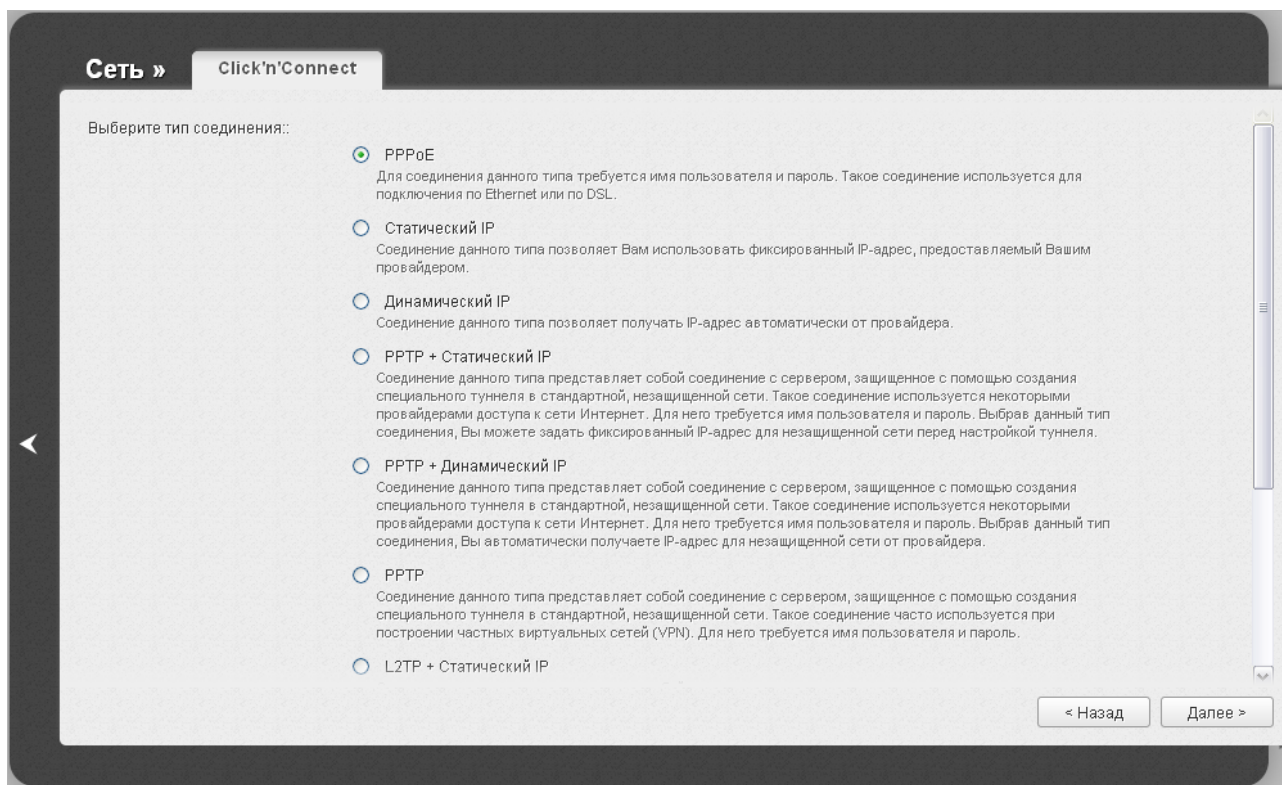 Сеть »
Click'n'Connect
Выберите тип соединения::
PPPoE
Для соединения данного типа требуется имя пользователя и пароль. Такое соединение используется для
подключения по Ethernet или по DSL.
Статический IP
Соединение данного типа позволяет Вам использовать фиксированный IP-адрес, предоставляемый Вашим
провайдером.
Динамический IP
Соединение данного типа позволяет получать IP-адрес автоматически от провайдера.
PPTP + Статический IP
Соединение данного типа представляет собой соединение с сервером, защищенное с помощью создания
специального туннеля в стандартной, незащищенной сети. Такое соединение используется некоторыми
провайдерами доступа к сети Интернет. Для него требуется имя пользователя и пароль. Выбрав данный тип
соединения, Вы можете задать фиксированный IP-адрес для незащищенной сети перед настройкой туннеля.
PPTP + Динамический IP
Соединение данного типа представляет собой соединение с сервером, защищенное с помощью создания
специального туннеля в стандартной, незащищенной сети. Такое соединение используется некоторыми
провайдерами доступа к сети Интернет. Для него требуется имя пользователя и пароль. Выбрав данный тип
соединения, Вы автоматически получаете IP-адрес для незащищенной сети от провайдера.
PPTP
Соединение данного типа представляет собой соединение с сервером, защищенное с помощью создания
специального туннеля в стандартной, незащищенной сети. Такое соединение часто используется при
построении частных виртуальных сетей (VPN). Для него требуется имя пользователя и пароль.
L2TP + Статический IP
< Назад
Далее >